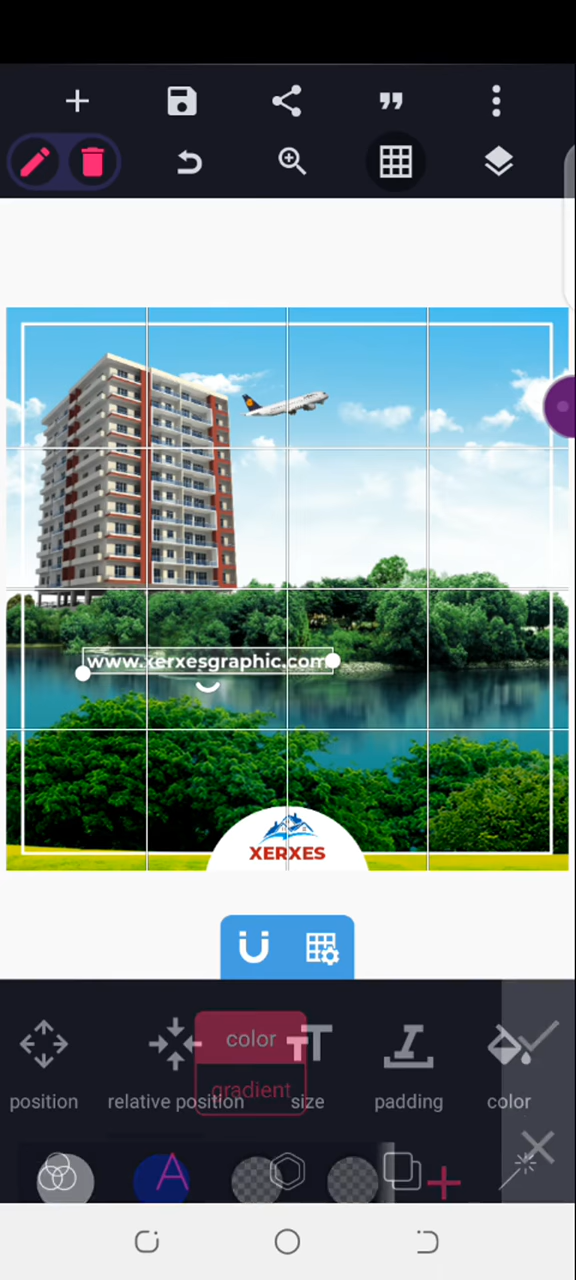 www.xerxesgraphic.com
XERXES
color
gradient
position
relative position
size
padding
color